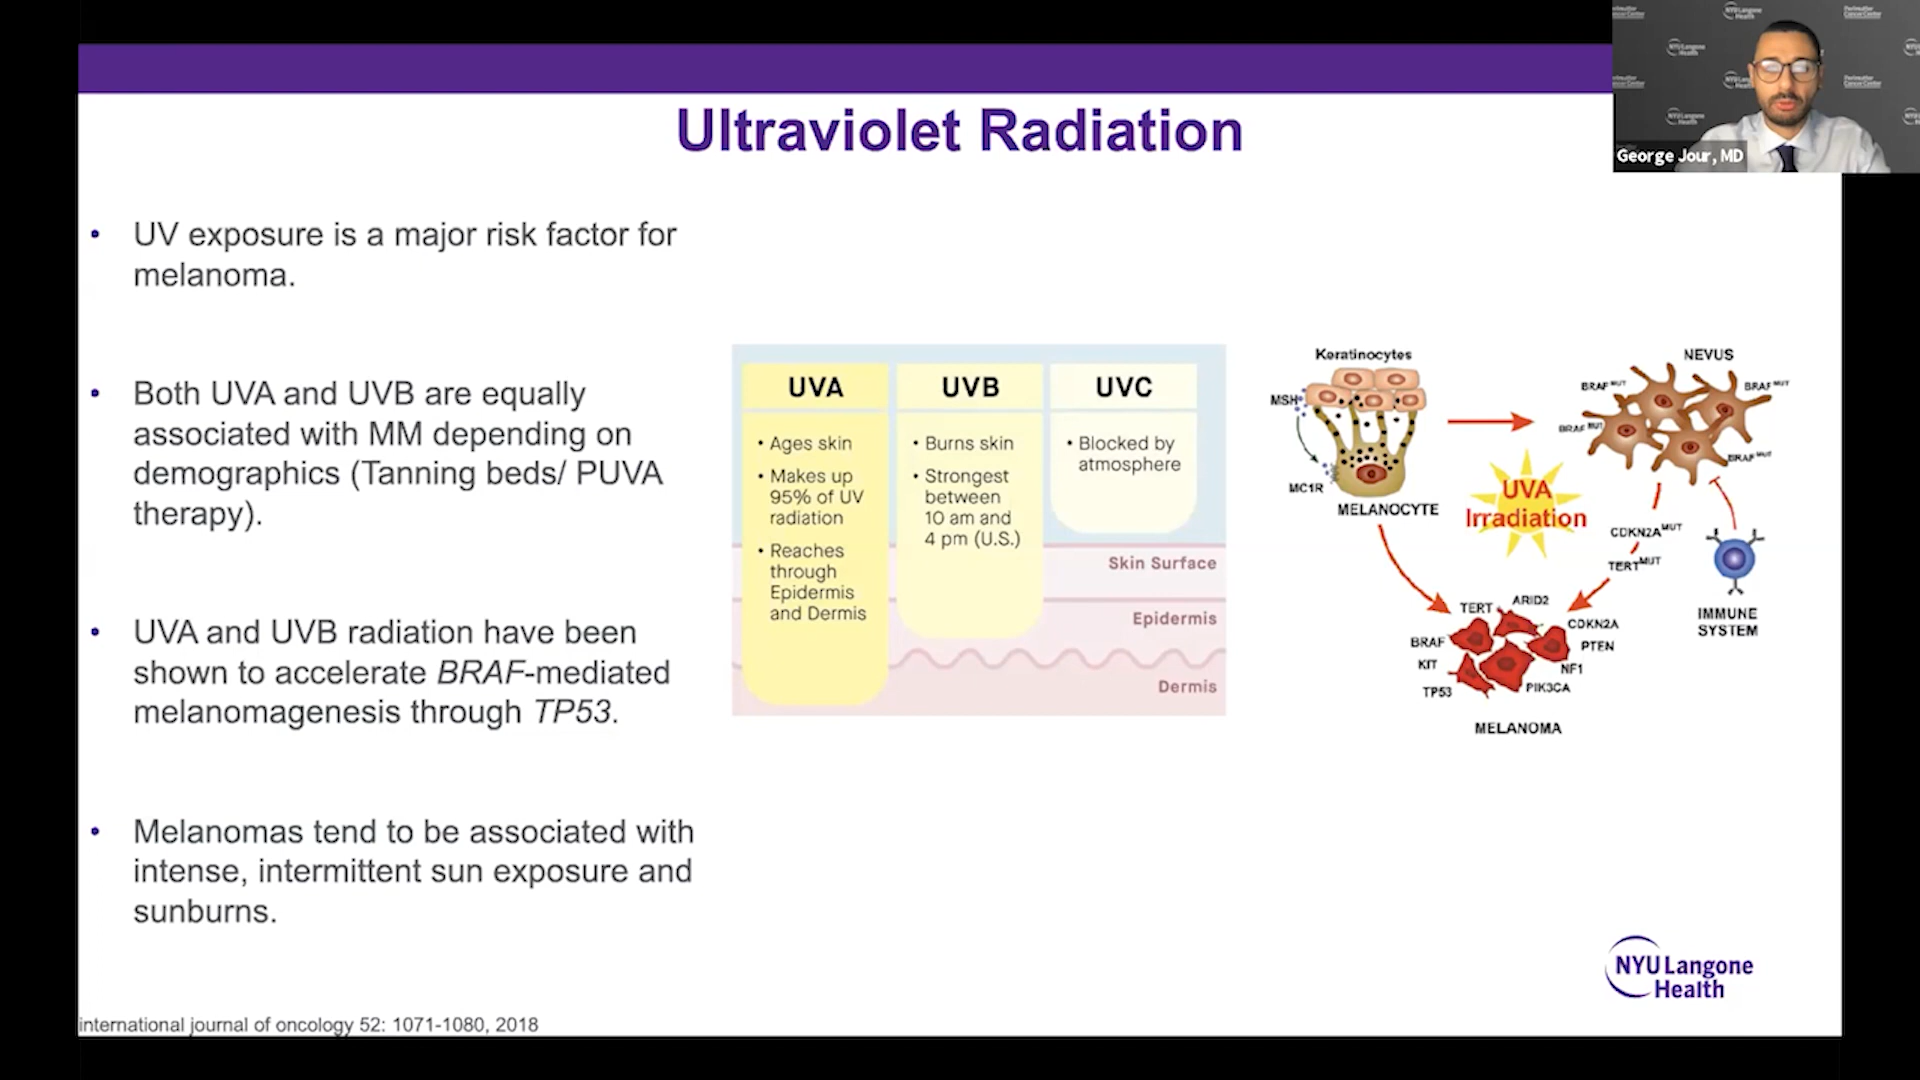 Ultraviolet Radiation
George Jour, MD
• UV exposure is a major risk factor for
melanoma.
• Both UVA and UVB are equally
associated with MM depending on
demographics (Tanning beds/ PUVA
therapy).
• UVA and UVB radiation have been
shown to accelerate BRAF-mediated
melanomagenesis through TP53.
• Melanomas tend to be associated with
intense, intermittent sun exposure and
sunburns.
UVA
• Ages skin
• Makes up
95% of UV
radiation
• Reaches
through
Epidermis
and Dermis
UVB
• Burns skin
• Strongest
between
10 am and
4 pm (U.S.)
UVC
• Blocked by
atmosphere
Skin Surface
Epidermis
Dermis
Keratinocytes
MSH
MC1R
MELANOCYTE
NEVUS
BRAF MUT
BRAF MUT
BRAF MUT
BRAF MUT
UVA
Irradiation
CDKN2A MUT
TERT MUT
IMMUNE
SYSTEM
TERT
ARID2
CDKN2A
BRAF
PTEN
KIT
NF1
TP53
PIK3CA
MELANOMA
NYU Langone
Health
international journal of oncology 52: 1071-1080, 2018
NYU Langone
Health
Perlmutter
Cancer Center